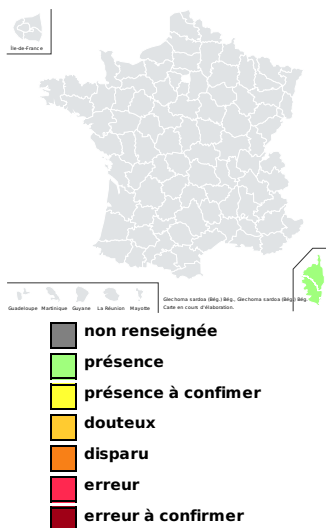 Île-de-France
Guadeloupe Martinique Guyane La Réunion Mayotte
Glechoma sardoa (Bég.) Bég., Glechoma sardoa (Bég.) Bég.
Carte en cours d'élaboration.
non renseignée
présence
présence à confimer
douteux
disparu
erreur
erreur à confirmer